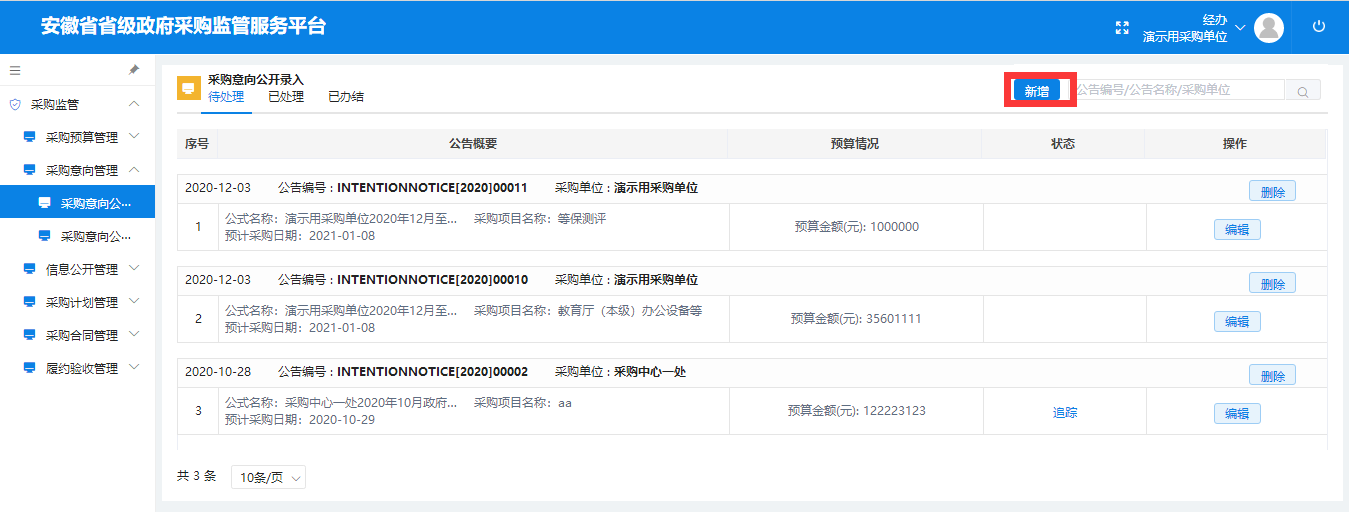 安徽省省级政府采购监管服务平台
经办
演示用采购单位
采购监管
采购预算管理
采购意向管理
采购意向公...
采购意向公...
信息公开管理
采购计划管理
采购合同管理
履约验收管理
采购意向公开录入
待处理 已处理 已办结
新增 公告编号/公告名称/采购单位
序号 公告概要 预算情况 状态 操作
2020-12-03 公告编号：INTENTIONNOTICE[2020]00011 采购单位：演示用采购单位 删除
1 公式名称：演示用采购单位2020年12月至... 采购项目名称：等保测评 预算金额(元): 1000000 编辑
预计采购日期：2021-01-08
2020-12-03 公告编号：INTENTIONNOTICE[2020]00010 采购单位：演示用采购单位 删除
2 公式名称：演示用采购单位2020年12月至... 采购项目名称：教育厅（本级）办公设备等 预算金额(元): 35601111 编辑
预计采购日期：2021-01-08
2020-10-28 公告编号：INTENTIONNOTICE[2020]00002 采购单位：采购中心一处 删除
3 公式名称：采购中心一处2020年10月政府... 采购项目名称：aa 预算金额(元): 122223123 追踪 编辑
预计采购日期：2020-10-29
共 3 条 10条/页